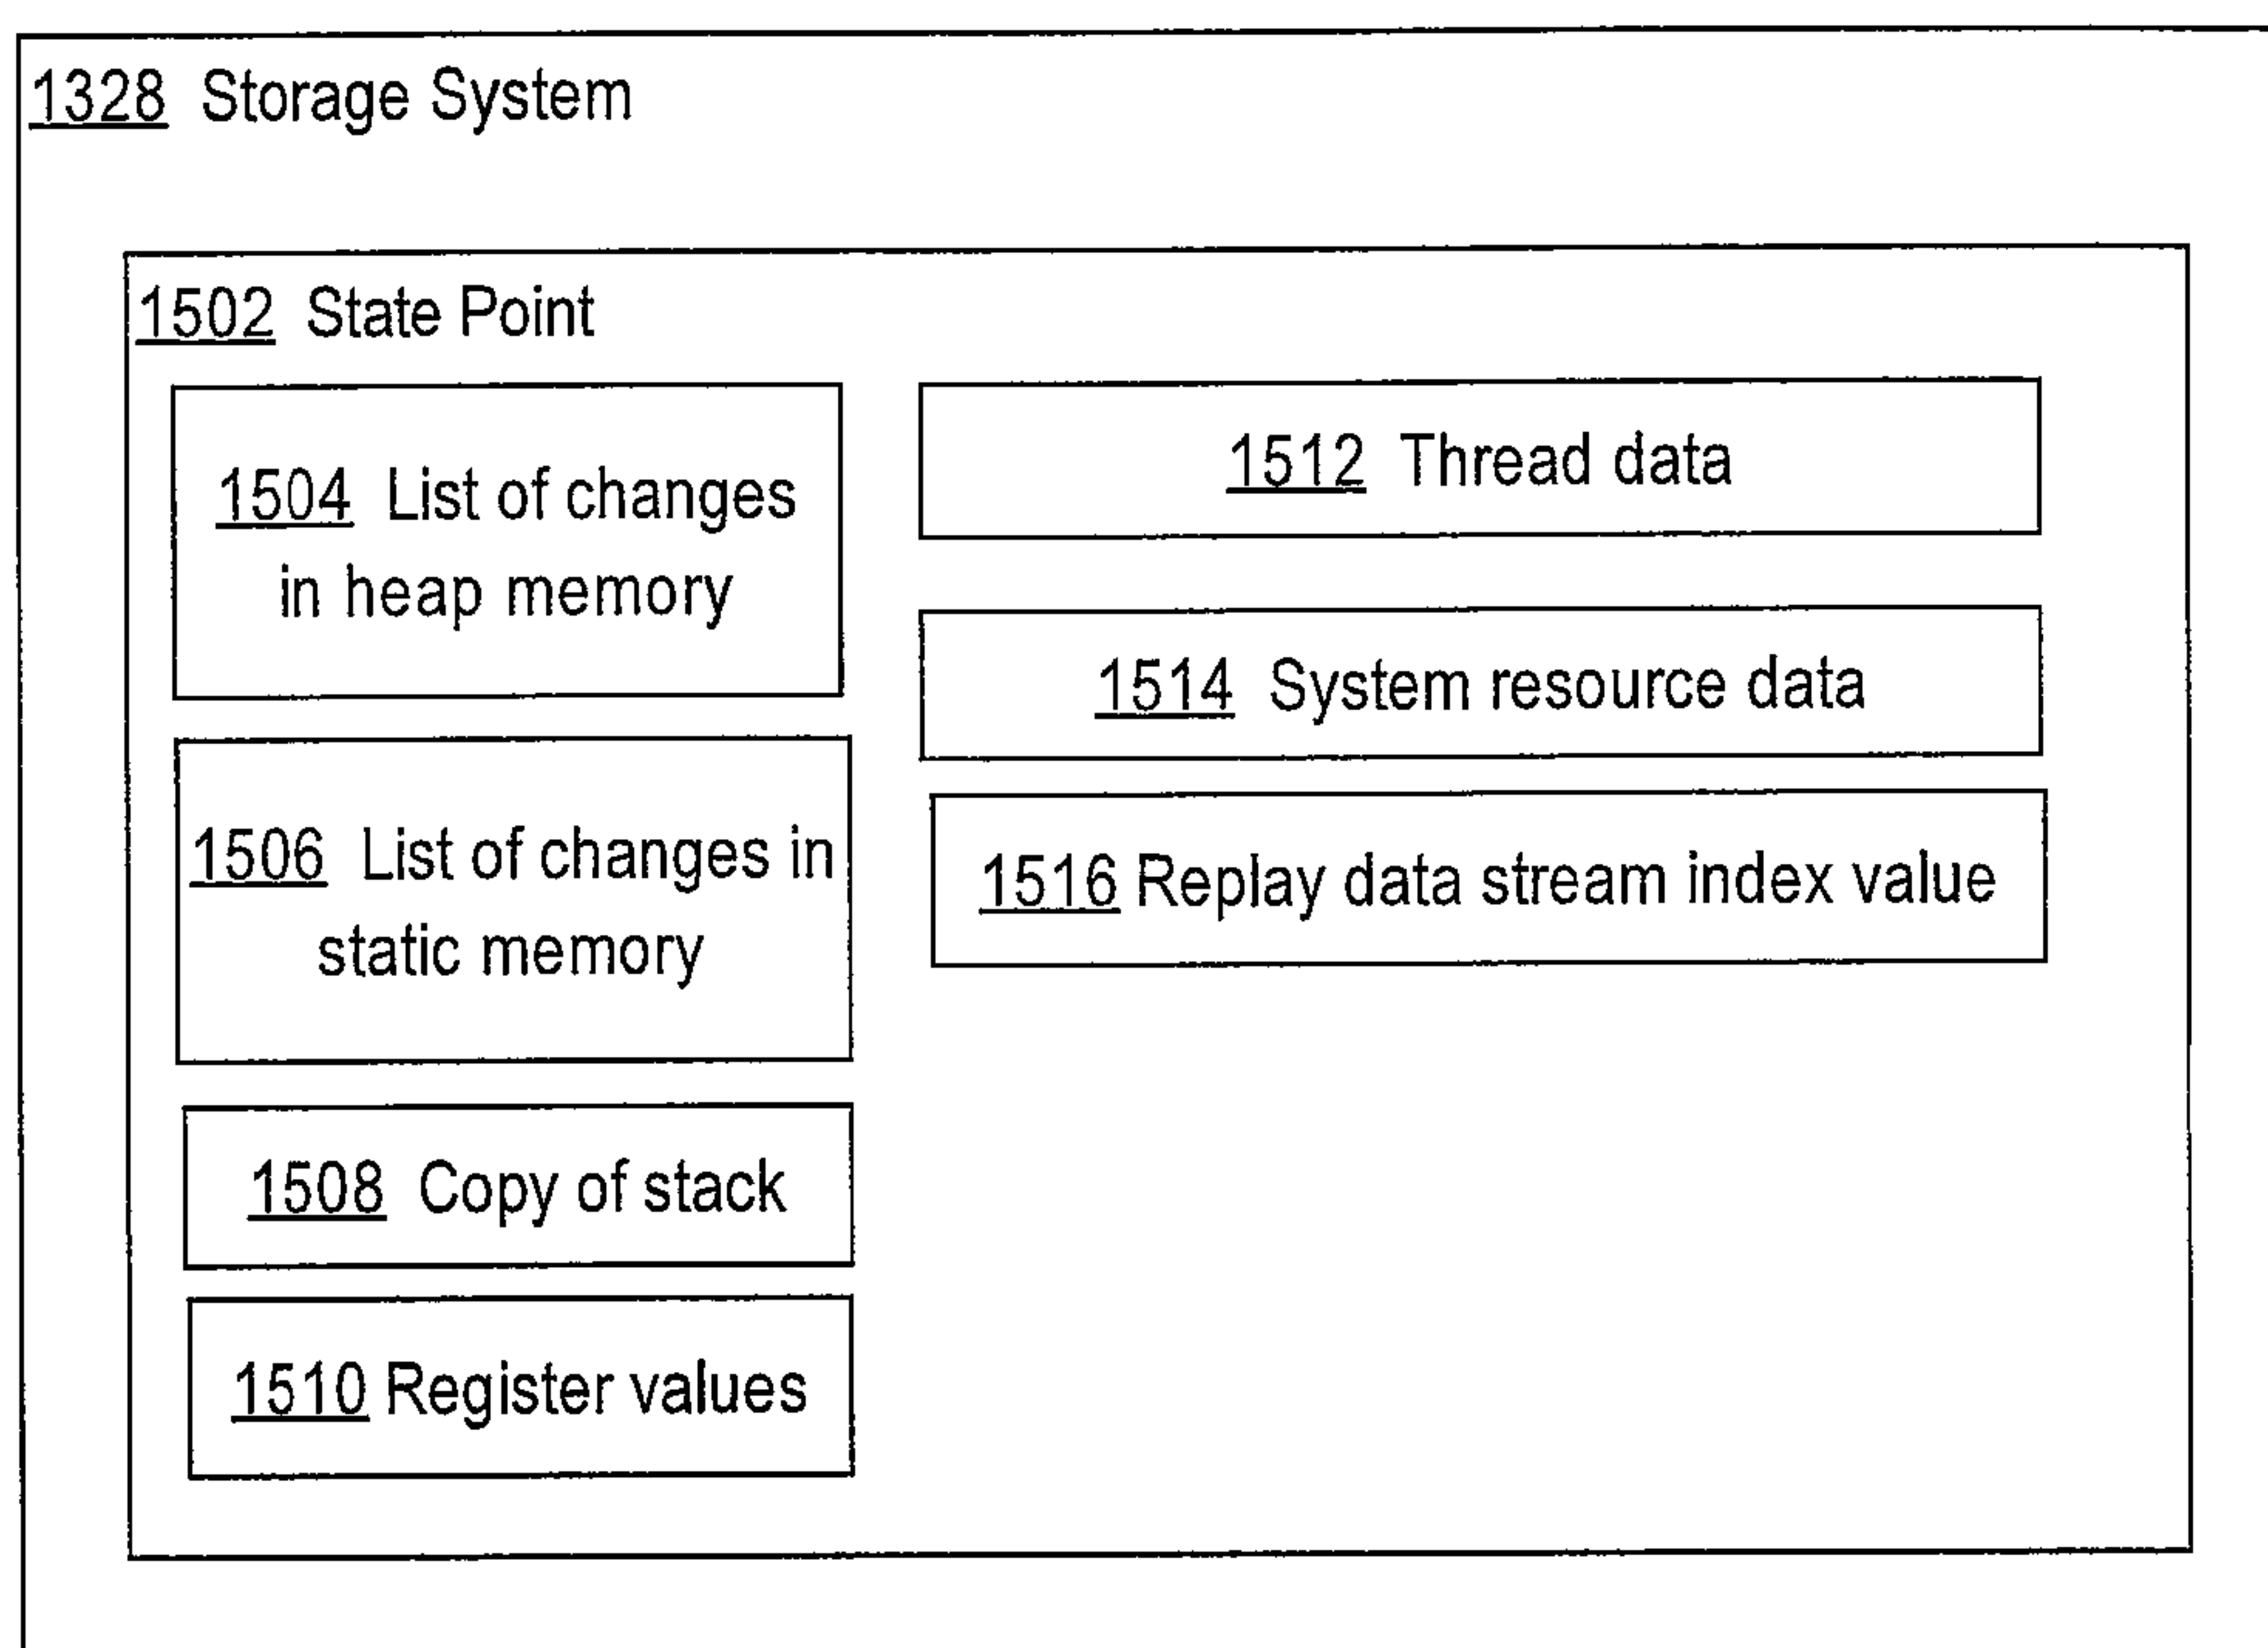 1328 Storage System
1502 State Point
1504 List of changes
in heap memory
1506 List of changes in
static memory
1508 Copy of stack
1510 Register values
1512 Thread data
1514 System resource data
1516 Replay data stream index value